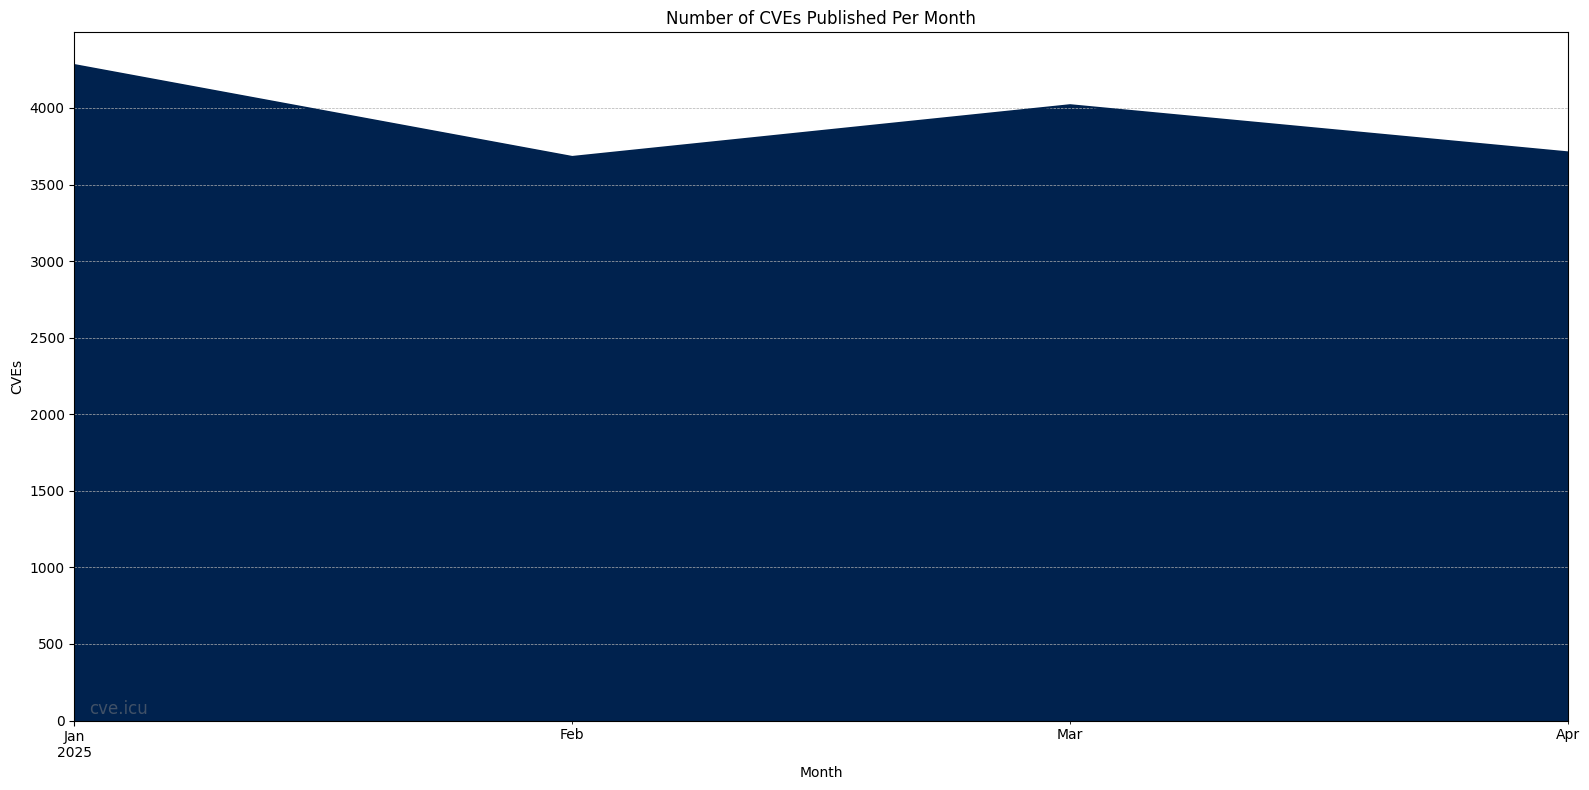 Number of CVEs Published Per Month
CVEs
4000
3500
3000
2500
2000
1500
1000
500
0
cve.icu
Jan
2025
Feb
Mar
Apr
Month